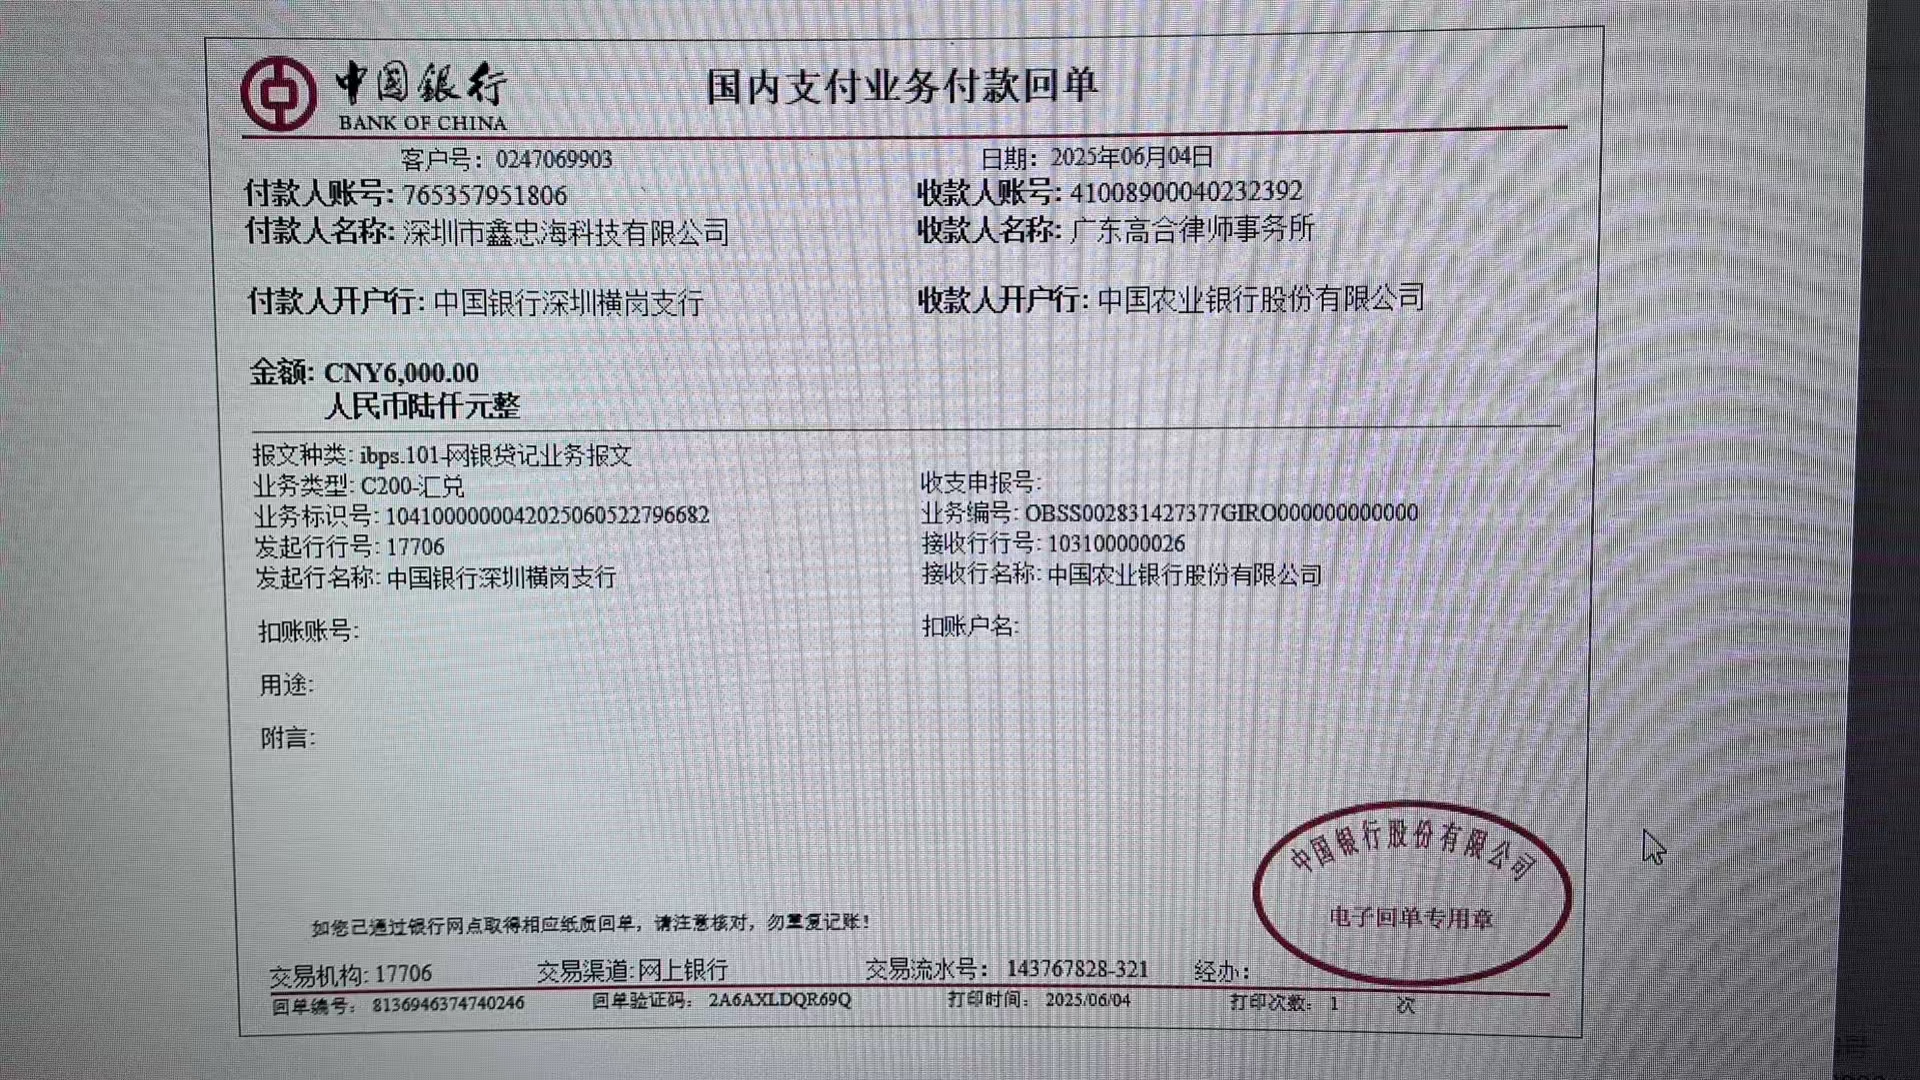 中国银行
BANK OF CHINA
国内支付业务付款回单
客户号：0247069903
日期：2025年06月04日
付款人账号：765357951806
收款人账号：41008900040232392
付款人名称：深圳市鑫忠海科技有限公司
收款人名称：广东高合律师事务所
付款人开户行：中国银行深圳横岗支行
收款人开户行：中国农业银行股份有限公司
金额：CNY6,000.00
人民币陆仟元整
报文种类：ibps.101-网银贷记业务报文
业务类型：C200-汇兑
收支申报号：
业务标识号：1041000000042025060522796682
业务编号：OBSS002831427377GIRO000000000000
发起行行号：17706
接收行行号：103100000026
发起行名称：中国银行深圳横岗支行
接收行名称：中国农业银行股份有限公司
扣账账号：
扣账户名：
用途：
附言：
中国银行股份有限公司
电子回单专用章
如您已通过银行网点取得相应纸质回单，请注意核对，勿重复记账！
交易机构：17706
交易渠道：网上银行
交易流水号：143767828-321
经办：
回单编号：8136946374740246
回单验证码：2A6AXLDQR69Q
打印时间：2025/06/04
打印次数：1 次